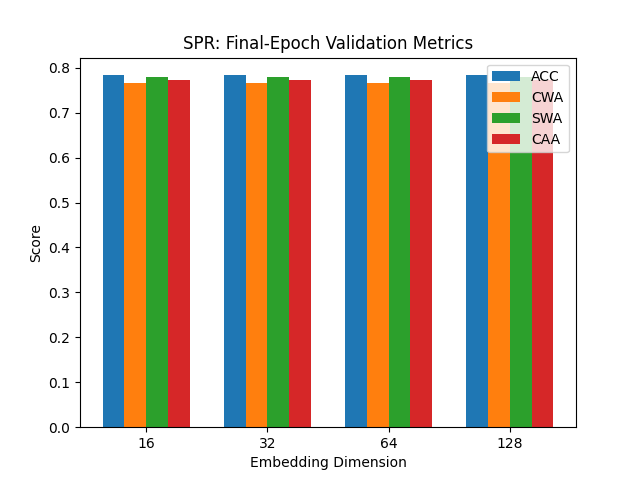 SPR: Final-Epoch Validation Metrics
ACC
CWA
SWA
CAA
Score
0.8
0.7
0.6
0.5
0.4
0.3
0.2
0.1
0.0
16 32 64 128
Embedding Dimension